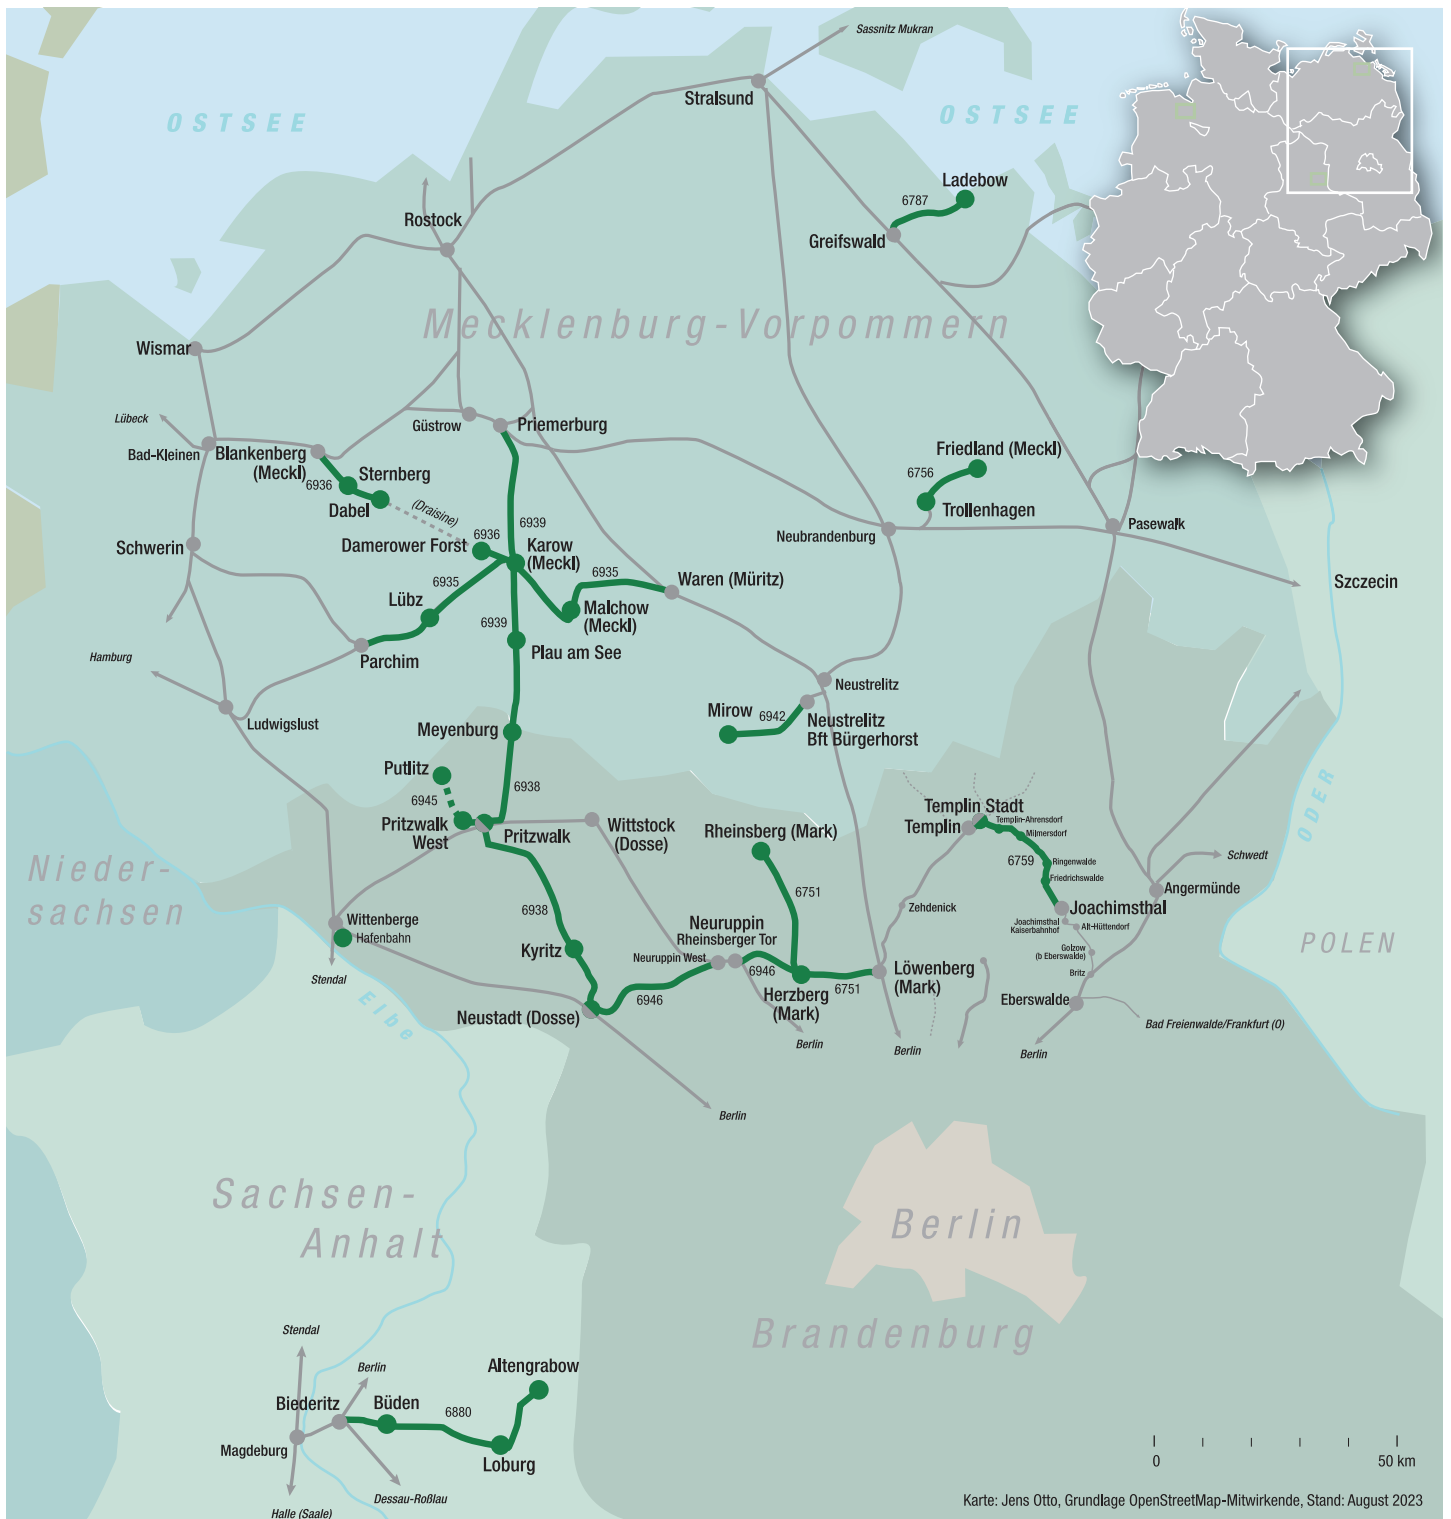 Sassnitz Mukran
Stralsund
OSTSEE
OSTSEE
Ladebow
6787
Rostock
Greifswald
Mecklenburg-Vorpommern
Wismar
Lübeck
Güstrow
Priemerburg
Bad-Kleinen
Blankenberg
(Meckl)
Sternberg
6936
Dabel
(Draisine)
Friedland (Meckl)
6756
Trollenhagen
6939
Neubrandenburg
Pasewalk
Schwerin
Damerower Forst
6936
Karow
(Meckl)
6935
6935
Waren (Müritz)
Szczecin
Lübz
Malchow
(Meckl)
6939
Plau am See
Parchim
Hamburg
Neustrelitz
Ludwigslust
Mirow
6942
Neustrelitz
Bft Bürgerhorst
Meyenburg
Putlitz
6938
6945
Pritzwalk
West
Pritzwalk
Wittstock
(Dosse)
Rheinsberg (Mark)
Templin Stadt
Templin
Templin-Ahrensdorf
Milmersdorf
6759
Ringenwalde
Friedrichswalde
ODER
Schwedt
Angermünde
Nieder-
sachsen
6751
Zehdenick
Joachimsthal
Joachimsthal
Kaiserbahnhof
Alt-Hüttendorf
Wittenberge
Hafenbahn
6938
Neuruppin
Rheinsberger Tor
Kyritz
Neuruppin West
6946
6946
Herzberg
(Mark)
6751
Löwenberg
(Mark)
Golzow
(b Eberswalde)
Britz
POLEN
Stendal
Elbe
Neustadt (Dosse)
Eberswalde
Bad Freienwalde/Frankfurt (O)
Berlin
Berlin
Berlin
Berlin
Sachsen-
Anhalt
Berlin
Brandenburg
Stendal
Berlin
Altengrabow
Biederitz
Büden
6880
Magdeburg
Loburg
Dessau-Roßlau
Halle (Saale)
0
50 km
Karte: Jens Otto, Grundlage OpenStreetMap-Mitwirkende, Stand: August 2023